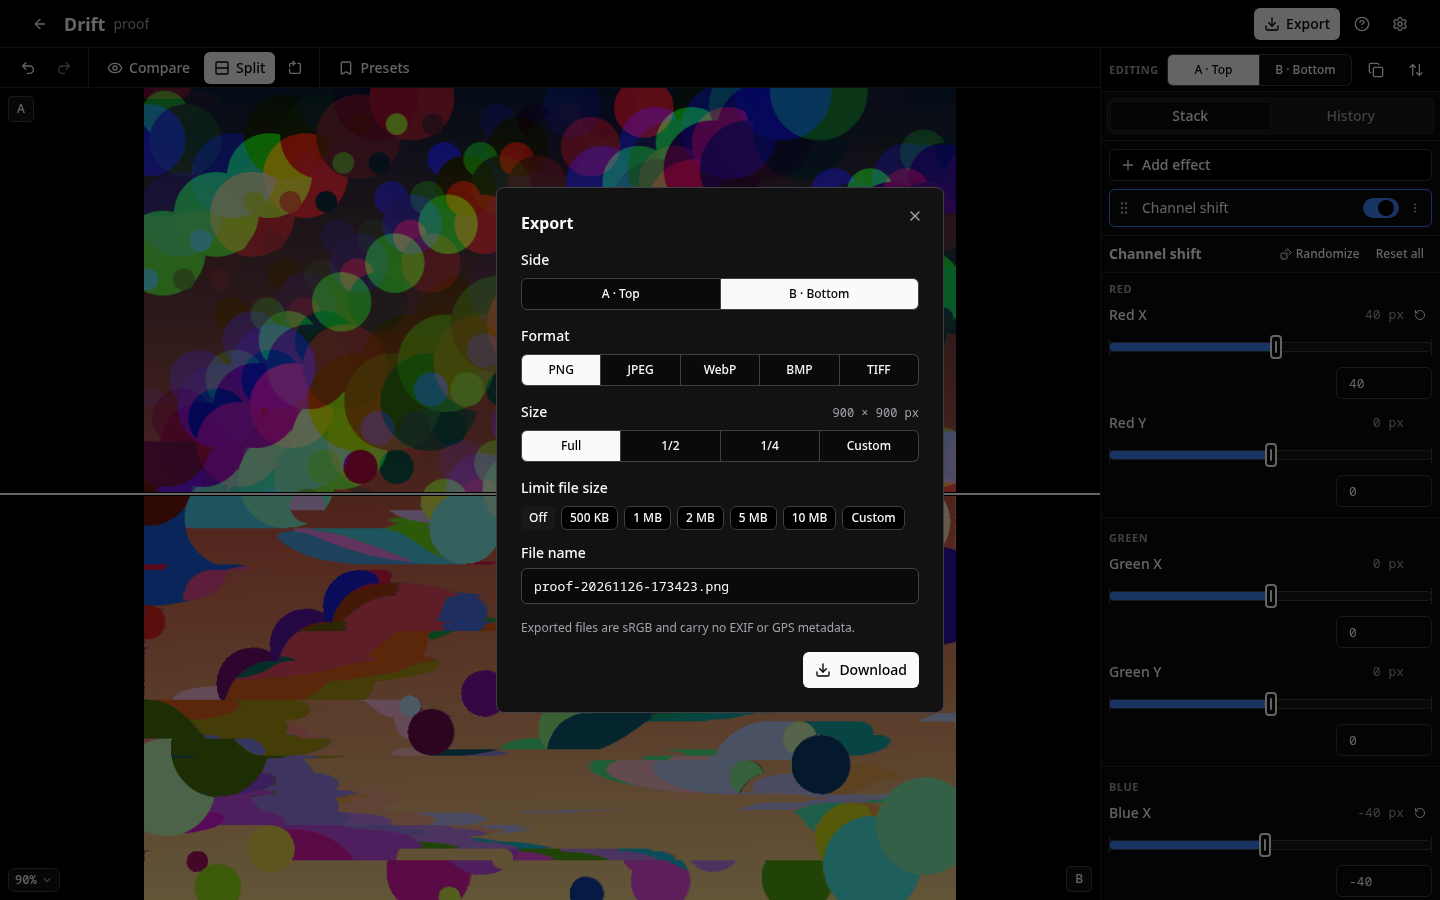 Drift proof
Export
Compare Split Presets
EDITING A · Top B · Bottom
A
Stack History
Add effect
Channel shift
Channel shift Randomize Reset all
RED
Red X 40 px
40
Red Y 0 px
0
GREEN
Green X 0 px
0
Green Y 0 px
0
BLUE
Blue X -40 px
-40
Export
Side
A · Top B · Bottom
Format
PNG JPEG WebP BMP TIFF
Size 900 × 900 px
Full 1/2 1/4 Custom
Limit file size
Off 500 KB 1 MB 2 MB 5 MB 10 MB Custom
File name
proof-20261126-173423.png
Exported files are sRGB and carry no EXIF or GPS metadata.
Download
90%
B